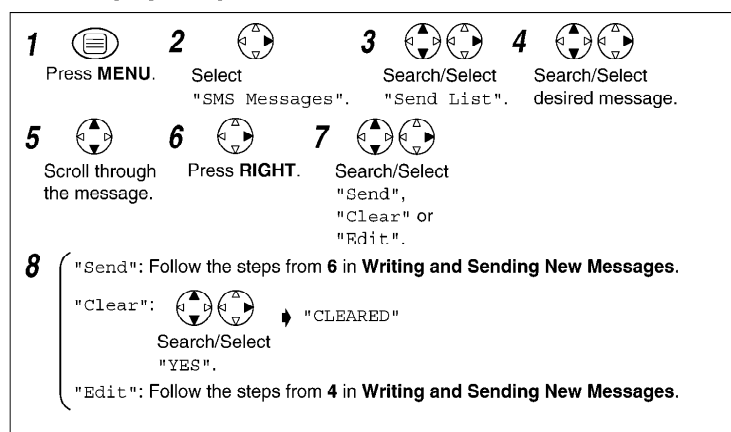 1 2 3 4
Press MENU. Select Search/Select Search/Select
"SMS Messages". "Send List". desired message.
5 6 7
Scroll through Press RIGHT. Search/Select
the message. "Send",
"Clear" or
"Edit".
8 "Send": Follow the steps from 6 in Writing and Sending New Messages.
"Clear": "CLEARED"
Search/Select
"YES".
"Edit": Follow the steps from 4 in Writing and Sending New Messages.